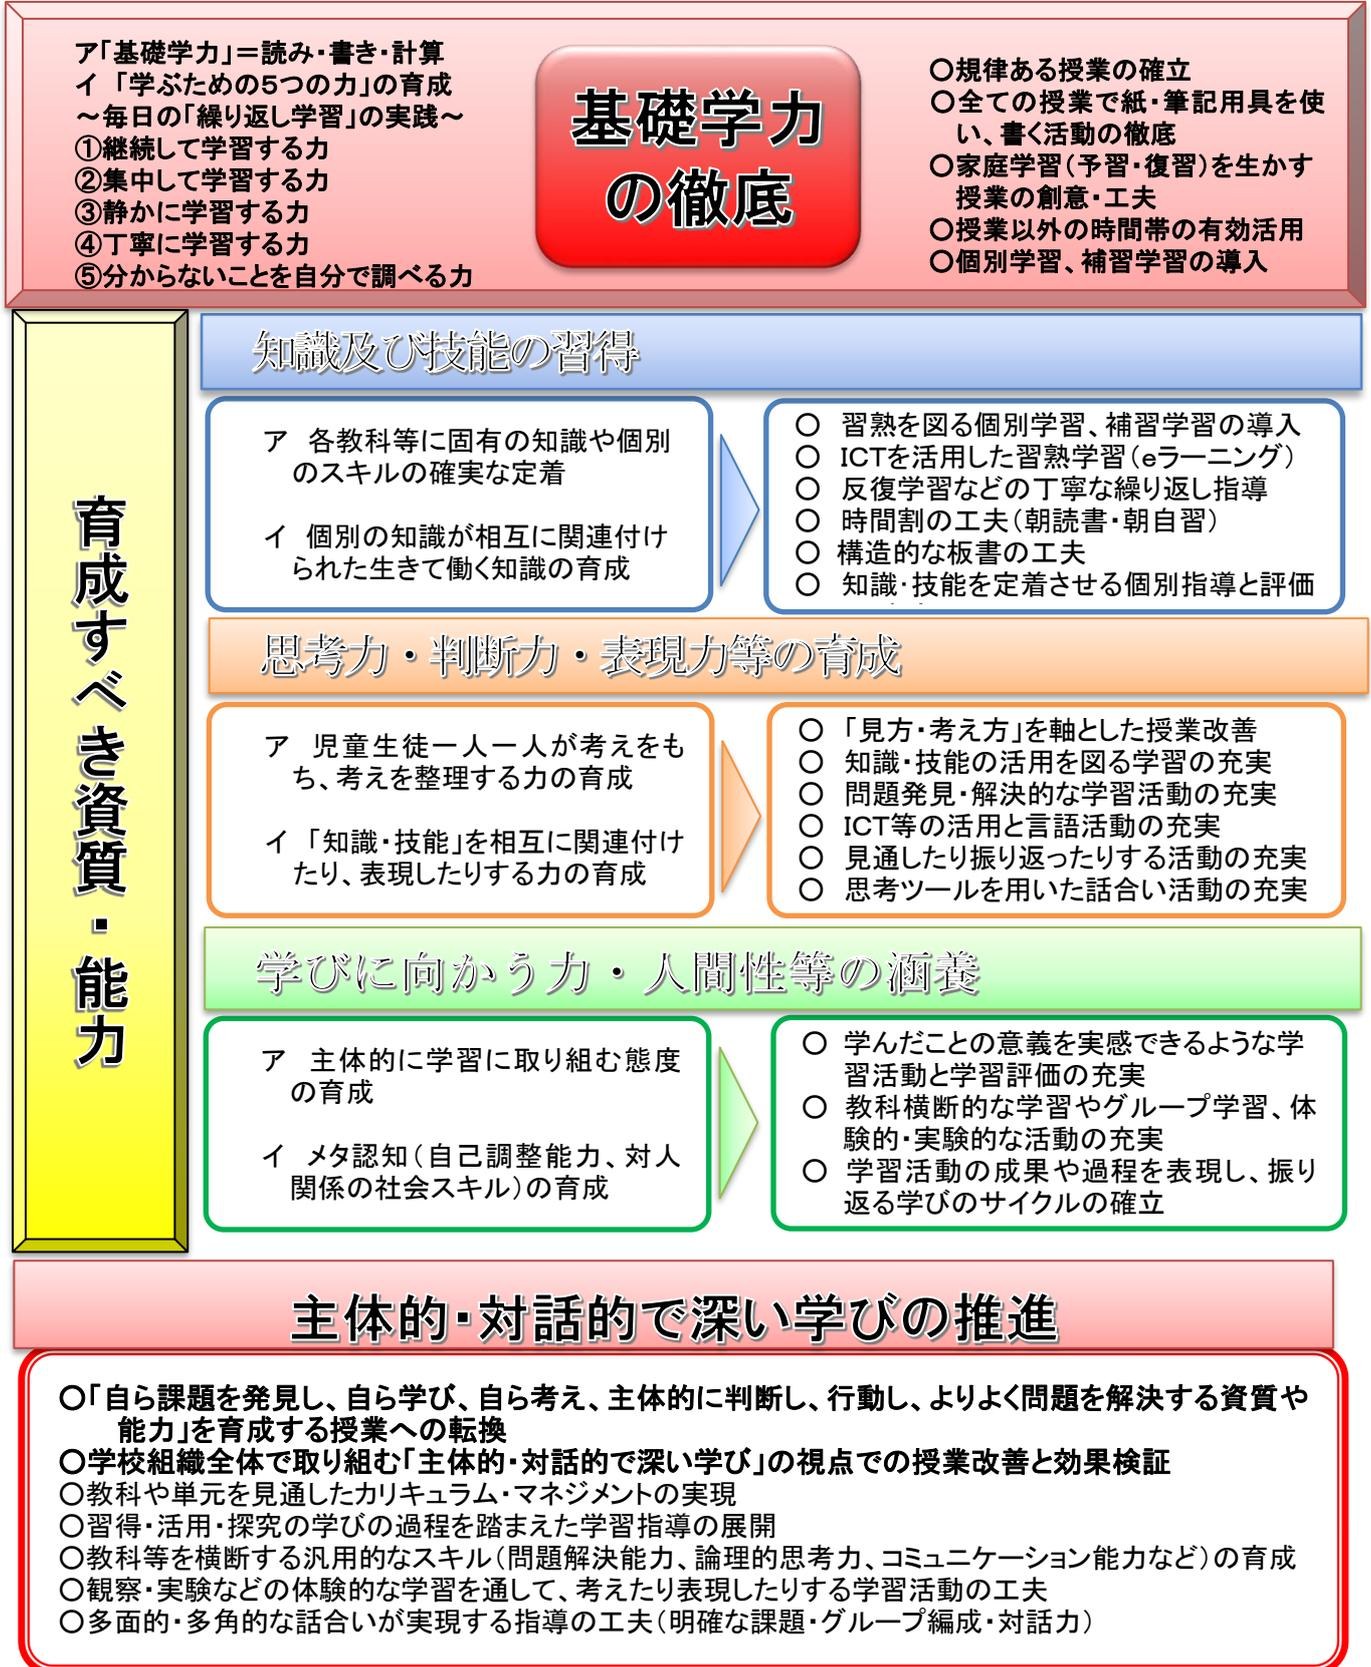 ア「基礎学力」＝読み・書き・計算
イ 「学ぶための５つの力」の育成
～毎日の「繰り返し学習」の実践～
①継続して学習する力
②集中して学習する力
③静かに学習する力
④丁寧に学習する力
⑤分からないことを自分で調べる力
基礎学力
の徹底
○規律ある授業の確立
○全ての授業で紙・筆記用具を使
い、書く活動の徹底
○家庭学習（予習・復習）を生かす
授業の創意・工夫
○授業以外の時間帯の有効活用
○個別学習、補習学習の導入
育成すべき資質・能力
知識及び技能の習得
ア 各教科等に固有の知識や個別
のスキルの確実な定着
イ 個別の知識が相互に関連付け
られた生きて働く知識の育成
○ 習熟を図る個別学習、補習学習の導入
○ ICTを活用した習熟学習（eラーニング）
○ 反復学習などの丁寧な繰り返し指導
○ 時間割の工夫（朝読書・朝自習）
○ 構造的な板書の工夫
○ 知識・技能を定着させる個別指導と評価
思考力・判断力・表現力等の育成
ア 児童生徒一人一人が考えをも
ち、考えを整理する力の育成
イ 「知識・技能」を相互に関連付け
たり、表現したりする力の育成
○ 「見方・考え方」を軸とした授業改善
○ 知識・技能の活用を図る学習の充実
○ 問題発見・解決的な学習活動の充実
○ ICT等の活用と言語活動の充実
○ 見通したり振り返ったりする活動の充実
○ 思考ツールを用いた話合い活動の充実
学びに向かう力・人間性等の涵養
ア 主体的に学習に取り組む態度
の育成
イ メタ認知（自己調整能力、対人
関係の社会スキル）の育成
○ 学んだことの意義を実感できるような学
習活動と学習評価の充実
○ 教科横断的な学習やグループ学習、体
験的・実験的な活動の充実
○ 学習活動の成果や過程を表現し、振り
返る学びのサイクルの確立
主体的・対話的で深い学びの推進
○「自ら課題を発見し、自ら学び、自ら考え、主体的に判断し、行動し、よりよく問題を解決する資質や
能力」を育成する授業への転換
○学校組織全体で取り組む「主体的・対話的で深い学び」の視点での授業改善と効果検証
○教科や単元を見通したカリキュラム・マネジメントの実現
○習得・活用・探究の学びの過程を踏まえた学習指導の展開
○教科等を横断する汎用的なスキル（問題解決能力、論理的思考力、コミュニケーション能力など）の育成
○観察・実験などの体験的な学習を通して、考えたり表現したりする学習活動の工夫
○多面的・多角的な話合いが実現する指導の工夫（明確な課題・グループ編成・対話力）